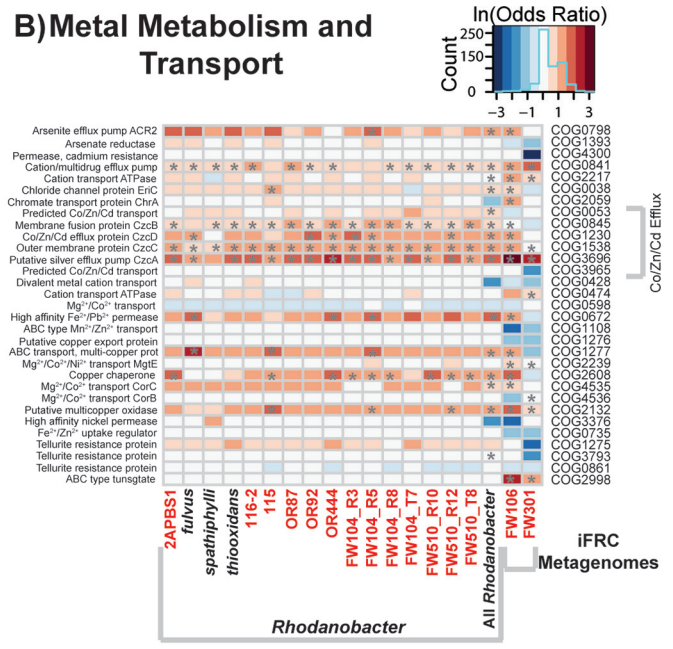 B) Metal Metabolism and
Transport
ln(Odds Ratio)
Count
250
150
0
−3 −1 1 3
Arsenite efflux pump ACR2 COG0798
Arsenate reductase COG1393
Permease, cadmium resistance COG4300
Cation/multidrug efflux pump COG0841
Cation transport ATPase COG2217
Chloride channel protein EriC COG0038
Chromate transport protein ChrA COG2059
Predicted Co/Zn/Cd transport COG0053
Membrane fusion protein CzcB COG0845
Co/Zn/Cd efflux protein CzcD COG1230
Outer membrane protein CzcC COG1538
Putative silver efflux pump CzcA COG3696
Predicted Co/Zn/Cd transport COG3965
Divalent metal cation transport COG0428
Cation transport ATPase COG0474
Mg²⁺/Co²⁺ transport COG0598
High affinity Fe²⁺/Pb²⁺ permease COG0672
ABC type Mn²⁺/Zn²⁺ transport COG1108
Putative copper export protein COG1276
ABC transport, multi-copper prot COG1277
Mg²⁺/Co²⁺/Ni²⁺ transport MgtE COG2239
Copper chaperone COG2608
Mg²⁺/Co²⁺ transport CorC COG4535
Mg²⁺/Co²⁺ transport CorB COG4536
Putative multicopper oxidase COG2132
High affinity nickel permease COG3376
Fe²⁺/Zn²⁺ uptake regulator COG0735
Tellurite resistance protein COG1275
Tellurite resistance protein COG3793
Tellurite resistance protein COG0861
ABC type tunsgtate COG2998
Co/Zn/Cd Efflux
2APBS1
fulvus
spathiphylli
thiooxidans
116-2
115
OR87
OR92
OR444
FW104_R3
FW104_R5
FW104_R8
FW104_T7
FW510_R10
FW510_R12
FW510_T8
All Rhodanobacter
FW106
FW301
iFRC
Metagenomes
Rhodanobacter